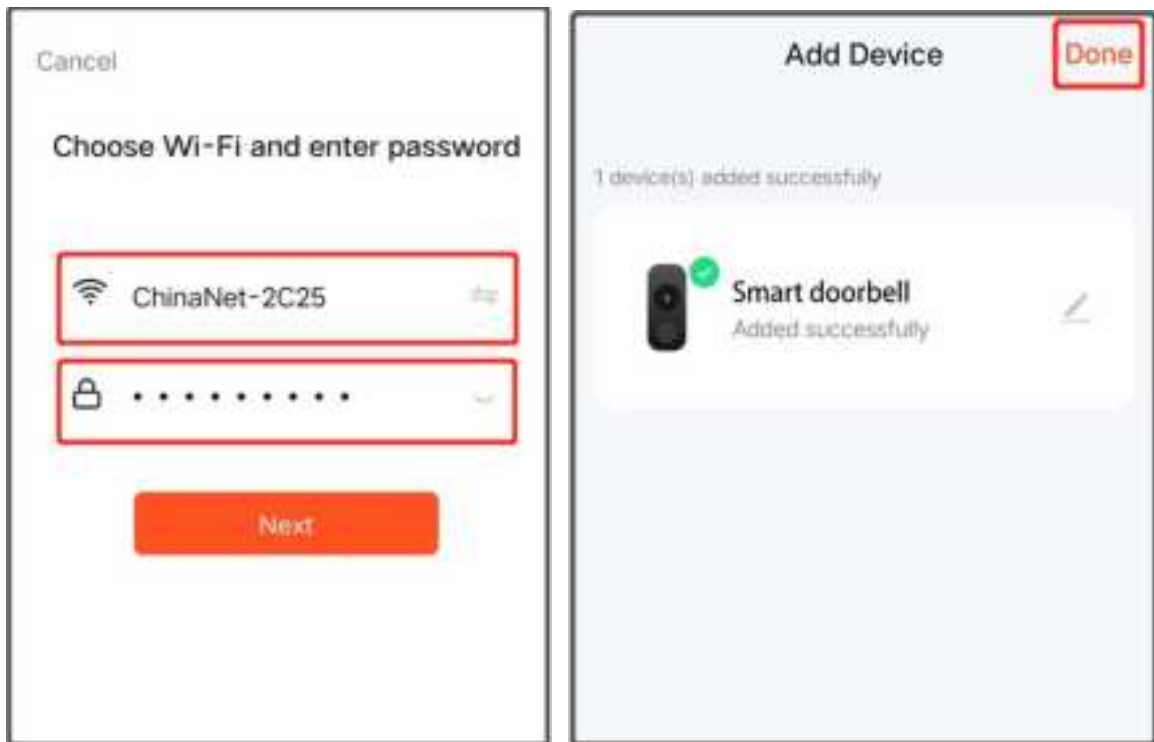 Cancel
Choose Wi-Fi and enter password
ChinaNet-2C25
• • • • • • • • •
Next
Add Device
Done
1 device(s) added successfully
Smart doorbell
Added successfully